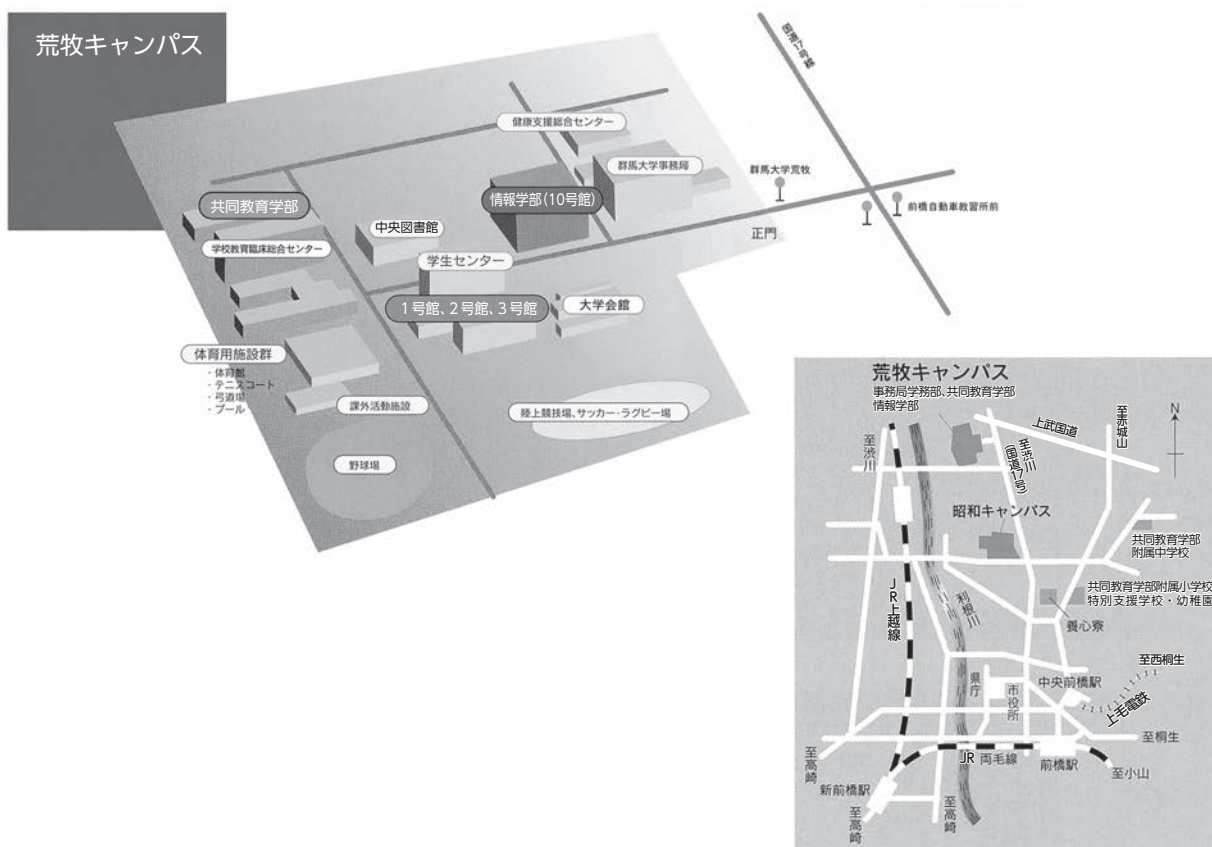 荒牧キャンパス
国道17号線
健康支援総合センター
群馬大学事務局
群馬大学荒牧
前橋自動車教習所前
正門
情報学部(10号館)
共同教育学部
中央図書館
学校教育臨床総合センター
学生センター
1号館、2号館、3号館
大学会館
体育用施設群
・体育館
・テニスコート
・弓道場
・プール
課外活動施設
陸上競技場、サッカー・ラグビー場
野球場
荒牧キャンパス
事務局学務部、共同教育学部
情報学部
至渋川
至渋川
(国道17号)
上武国道
至赤城山
N
昭和キャンパス
共同教育学部
附属中学校
共同教育学部附属小学校
特別支援学校・幼稚園
養心寮
JR上越線
利根川
至西桐生
中央前橋駅
上毛電鉄
県庁
市役所
至桐生
JR 両毛線
前橋駅
至小山
至高崎
新前橋駅
至高崎
至高崎